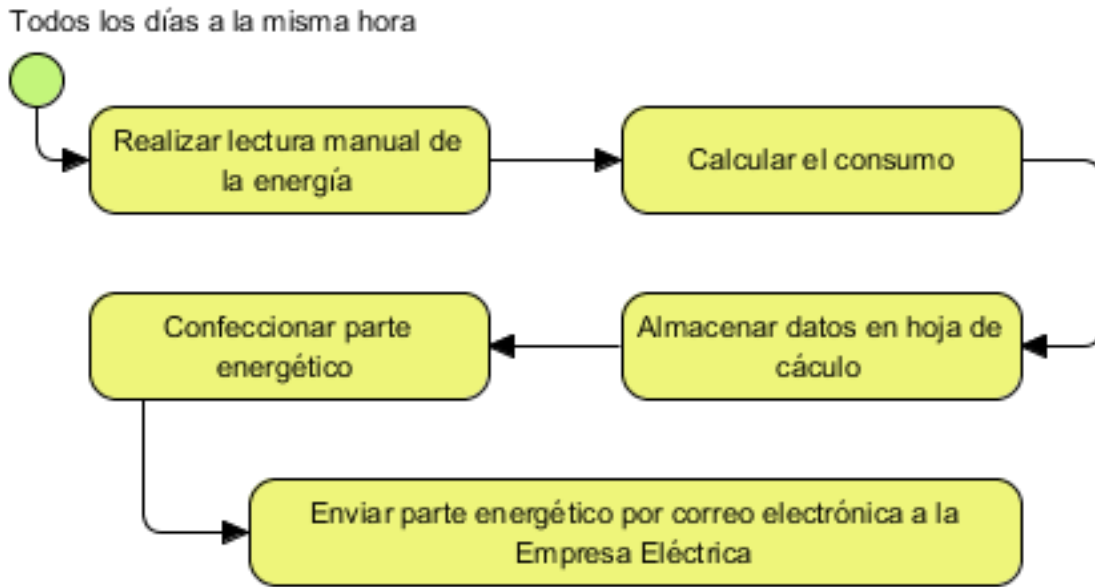 Todos los días a la misma hora
Realizar lectura manual de
la energía
Calcular el consumo
Almacenar datos en hoja de
cáculo
Confeccionar parte
energético
Enviar parte energético por correo electrónica a la
Empresa Eléctrica